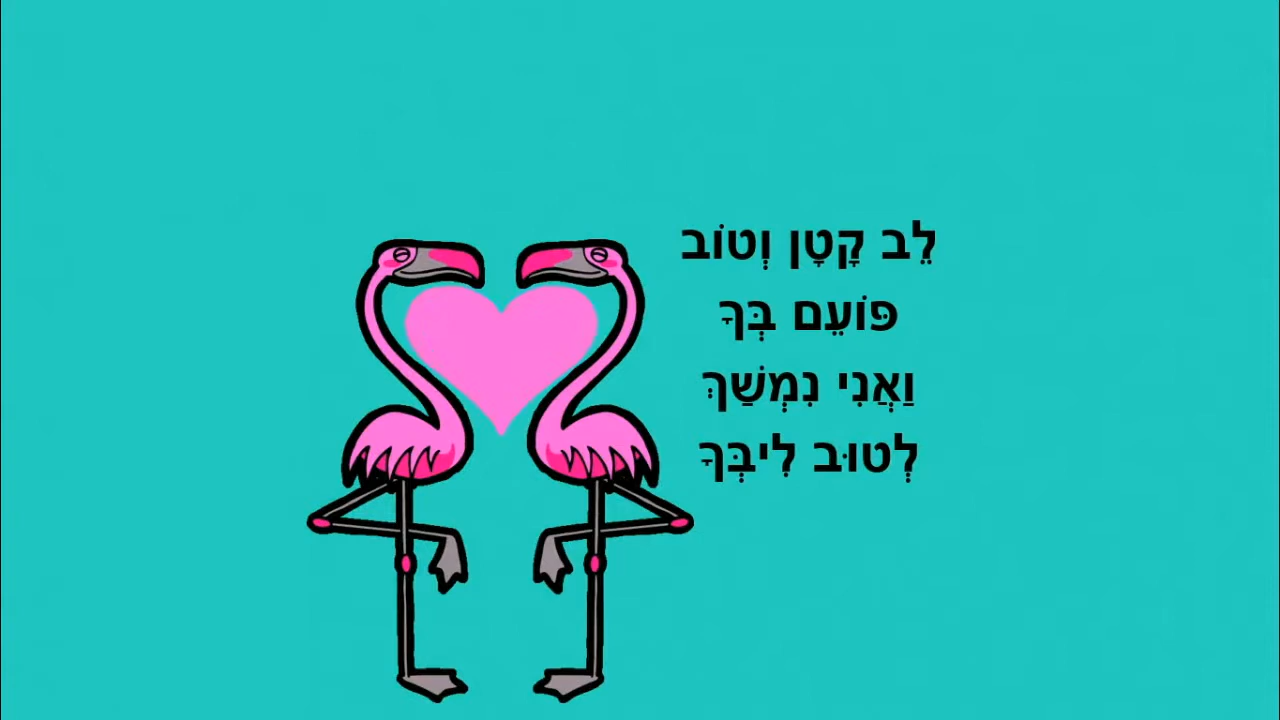 לֵב קָטָן וְטוֹב
פּוֹעֵם בְּךָ
וַאֲנִי נִמְשַׁךְ
לְטוּב לִיבְּךָ